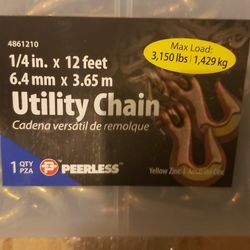 4861210
1/4 in. x 12 feet
6.4 mm x 3.65 m
Max Load:
3,150 lbs | 1,429 kg
Utility Chain
Cadena versátil de remolque
1 QTY
PZA
PEERLESS
Yellow Zinc |